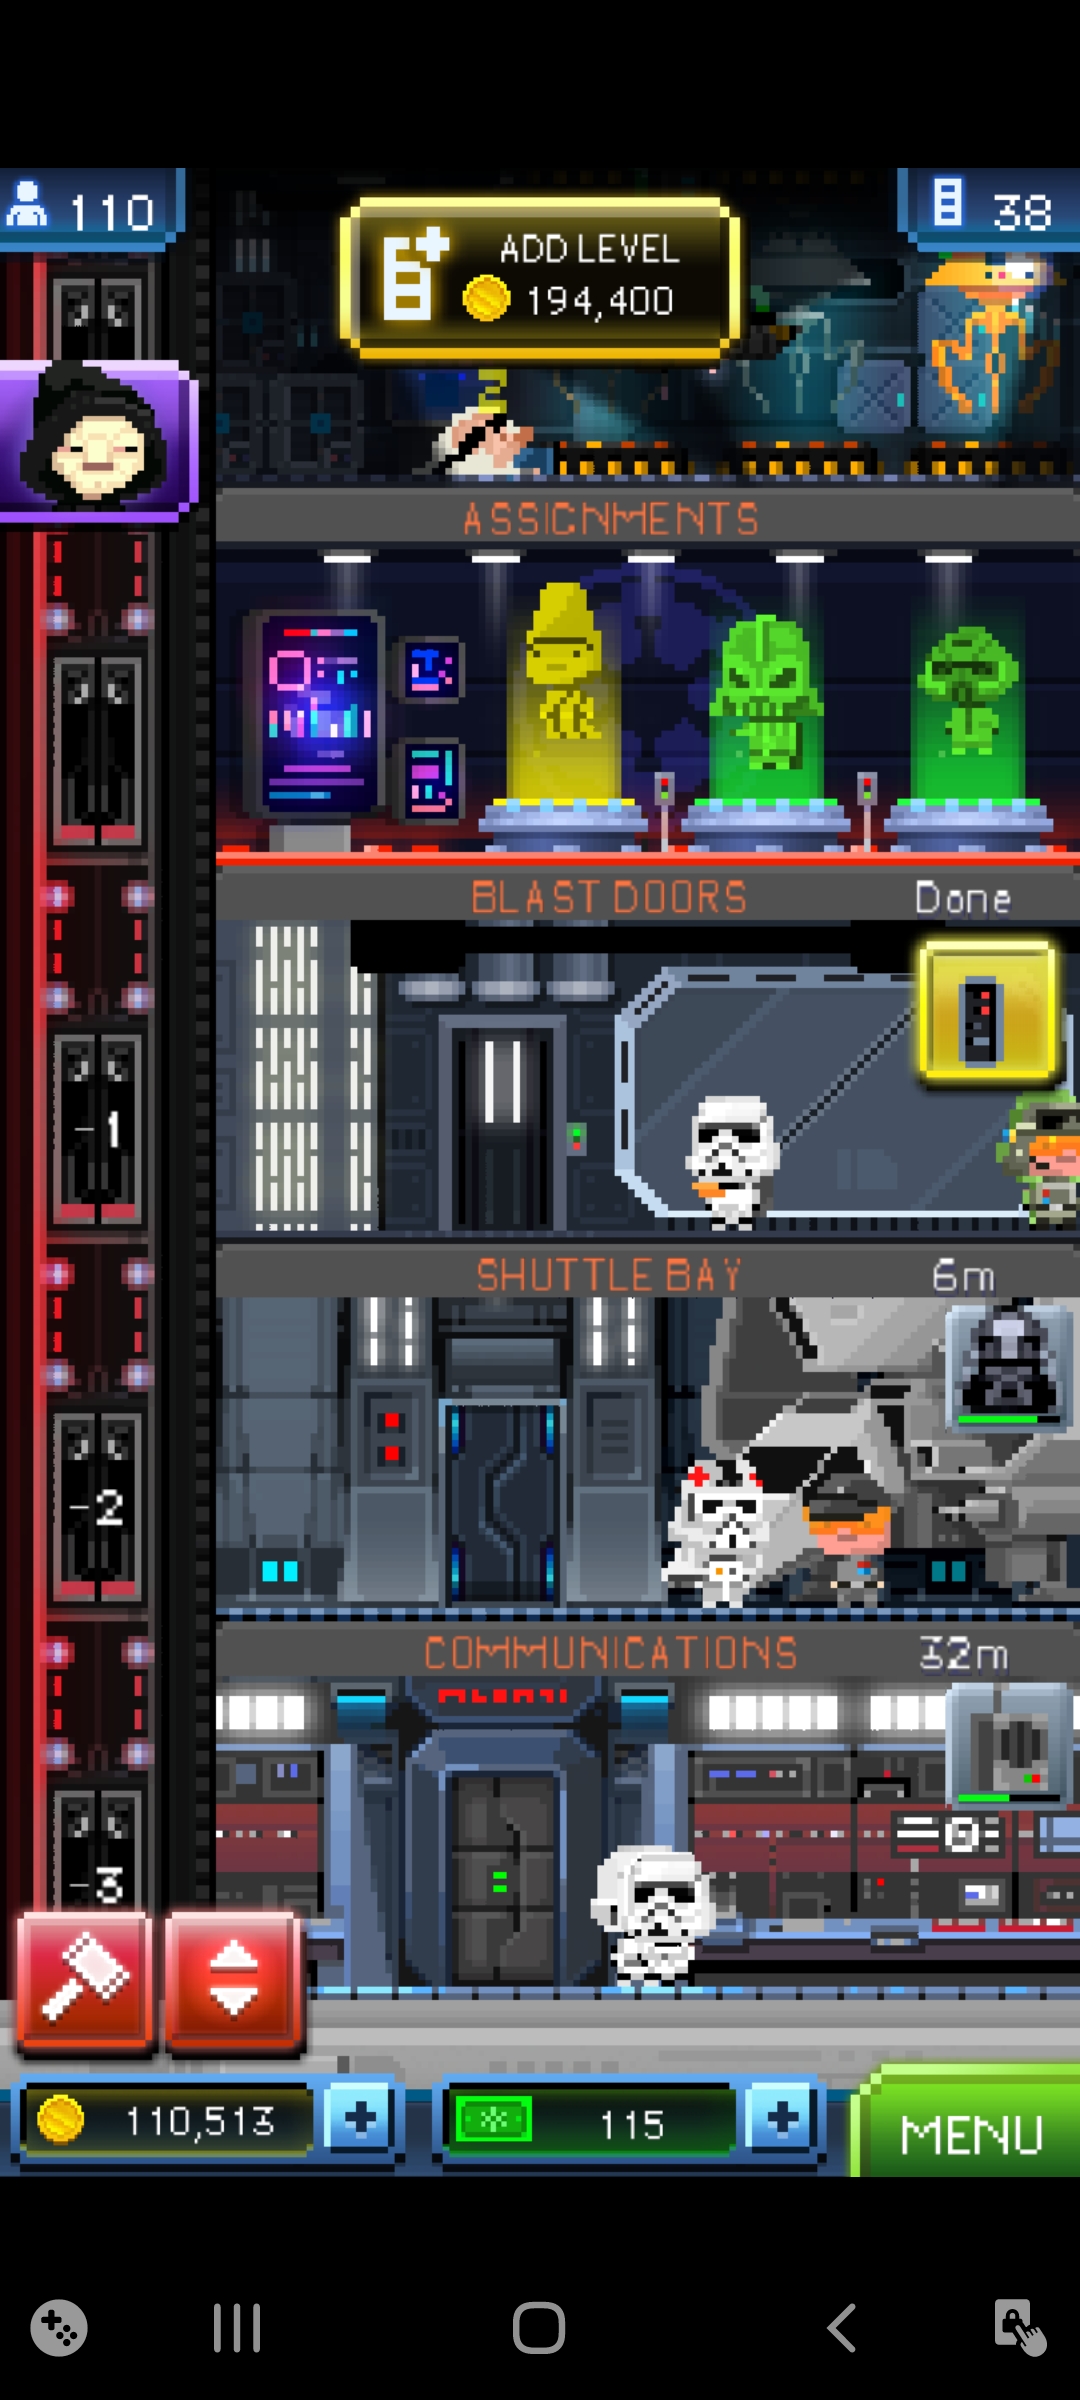 110
ADD LEVEL
194,400
38
ASSIGNMENTS
BLAST DOORS
Done
-1
SHUTTLE BAY
6m
-2
COMMUNICATIONS
32m
-3
110,513
115
MENU